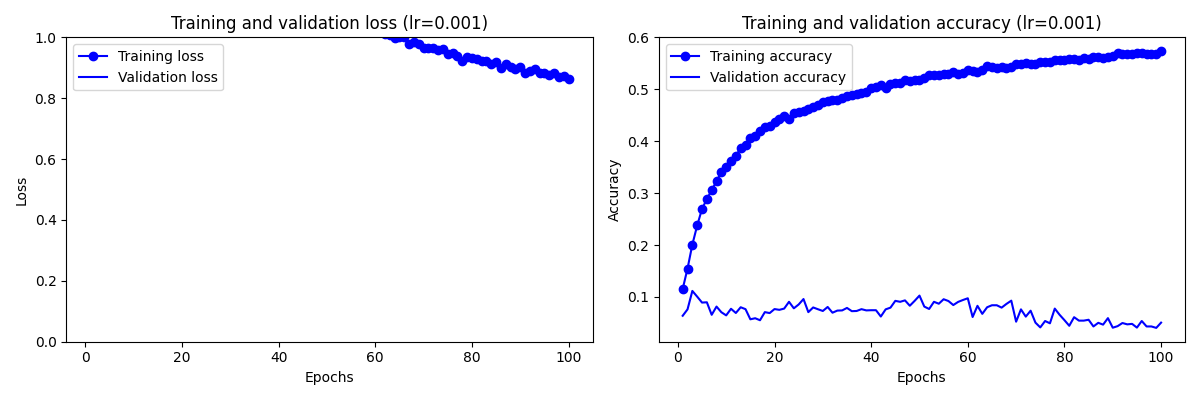 Training and validation loss (lr=0.001)
Training loss
Validation loss
1.0
0.8
0.6
0.4
0.2
0.0
Loss
0 20 40 60 80 100
Epochs
Training and validation accuracy (lr=0.001)
Training accuracy
Validation accuracy
0.6
0.5
0.4
0.3
0.2
0.1
Accuracy
0 20 40 60 80 100
Epochs